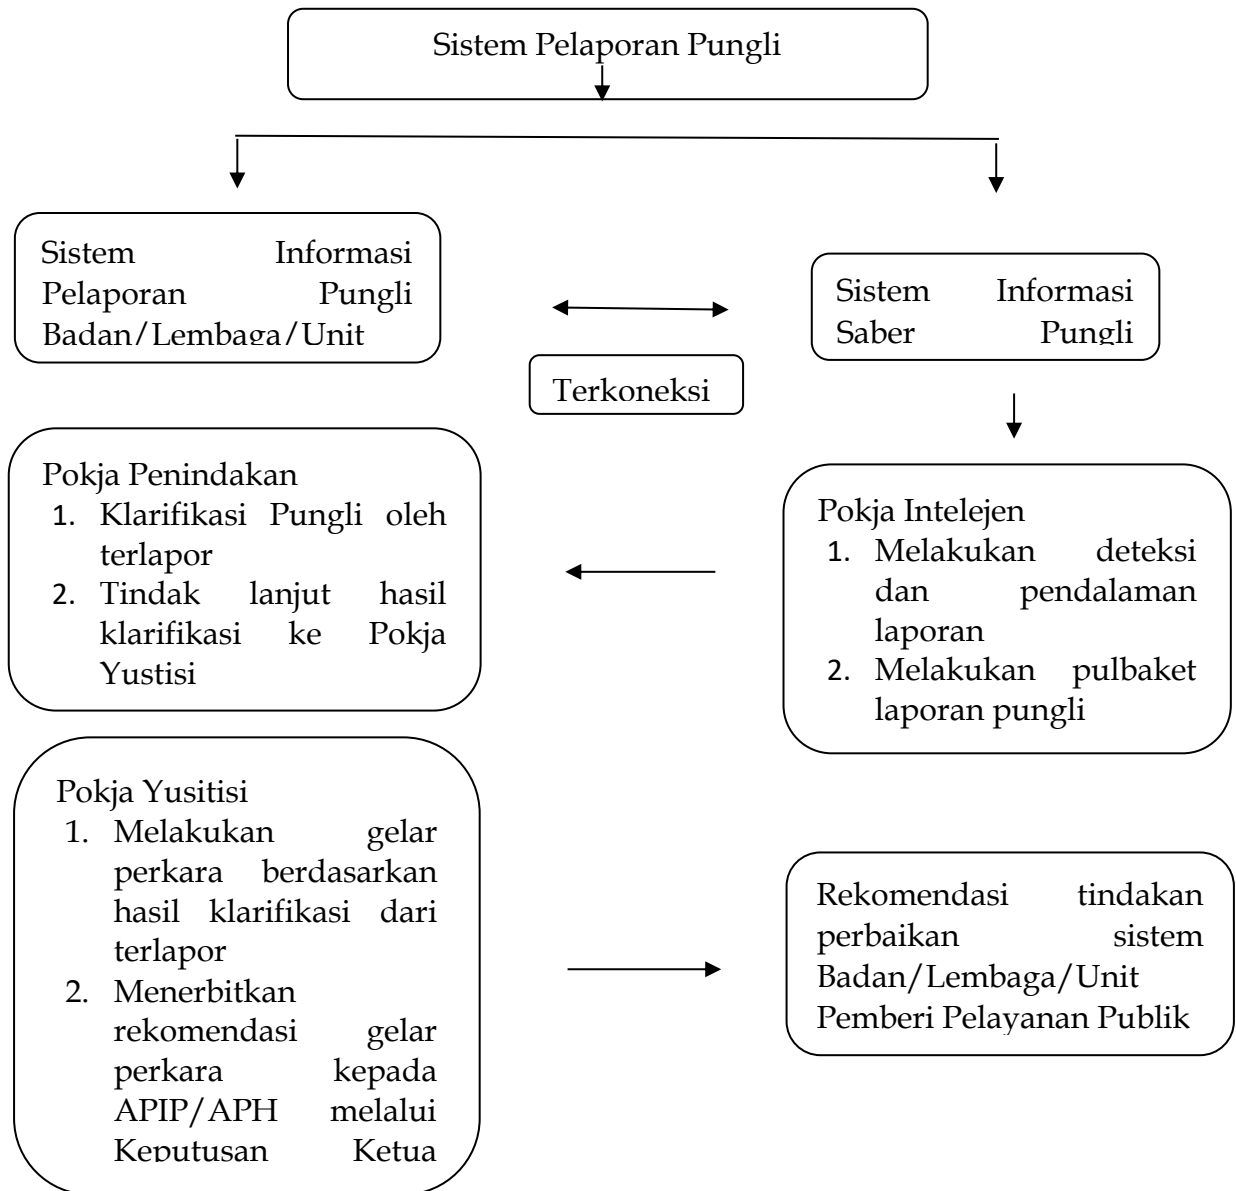 Sistem Pelaporan Pungli
Sistem Informasi
Pelaporan Pungli
Badan/Lembaga/Unit
Sistem Informasi
Saber Pungli
Terkoneksi
Pokja Penindakan
1. Klarifikasi Pungli oleh
terlapor
2. Tindak lanjut hasil
klarifikasi ke Pokja
Yustisi
Pokja Intelejen
1. Melakukan deteksi
dan pendalaman
laporan
2. Melakukan pulbaket
laporan pungli
Pokja Yusitisi
1. Melakukan gelar
perkara berdasarkan
hasil klarifikasi dari
terlapor
2. Menerbitkan
rekomendasi gelar
perkara kepada
APIP/APH melalui
Keputusan Ketua
Rekomendasi tindakan
perbaikan sistem
Badan/Lembaga/Unit
Pemberi Pelayanan Publik